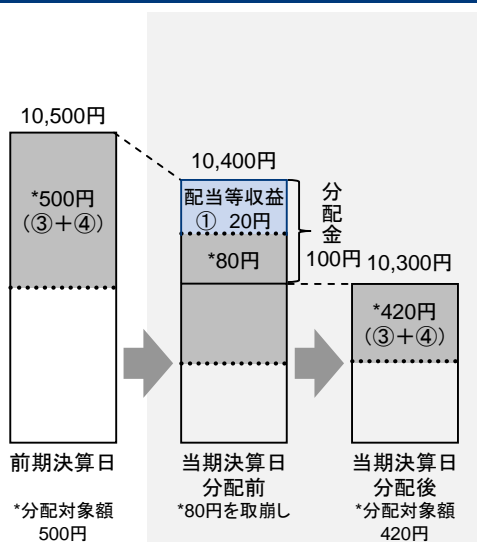 10,500円
*500円
(③+④)
前期決算日
*分配対象額
500円
10,400円
配当等収益
① 20円
*80円
分配金
100円
当期決算日
分配前
*80円を取崩し
10,300円
*420円
(③+④)
当期決算日
分配後
*分配対象額
420円